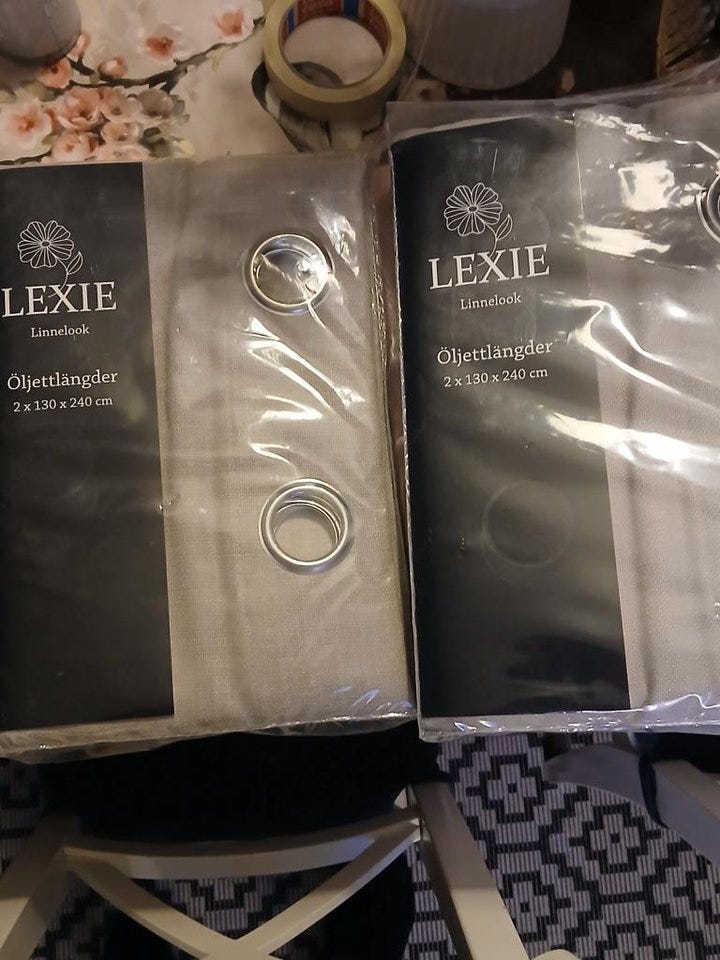 LEXIE
Linnelook
Öljettlängder
2 x 130 x 240 cm
LEXIE
Linnelook
Öljettlängder
2 x 130 x 240 cm